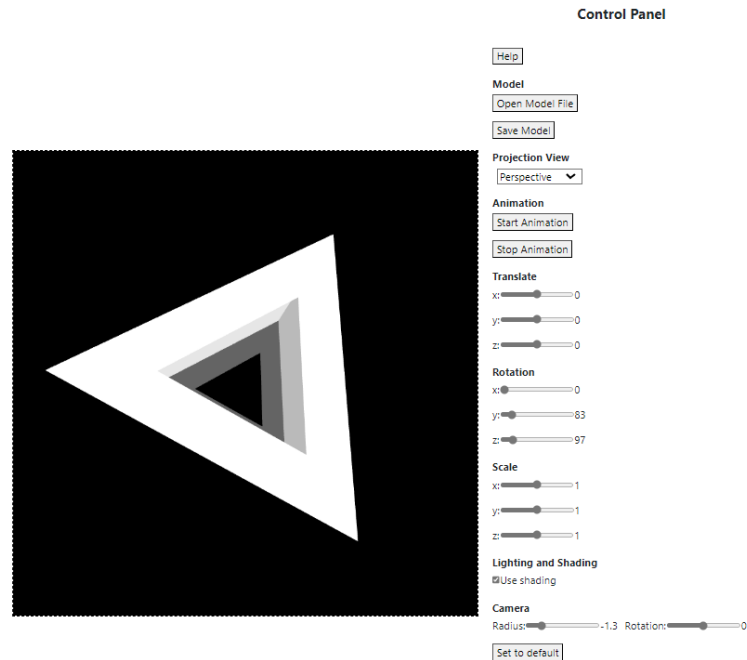 Control Panel
Help
Model
Open Model File
Save Model
Projection View
Perspective
Animation
Start Animation
Stop Animation
Translate
x: 0
y: 0
z: 0
Rotation
x: 0
y: 83
z: 97
Scale
x: 1
y: 1
z: 1
Lighting and Shading
Use shading
Camera
Radius: -1.3 Rotation: 0
Set to default